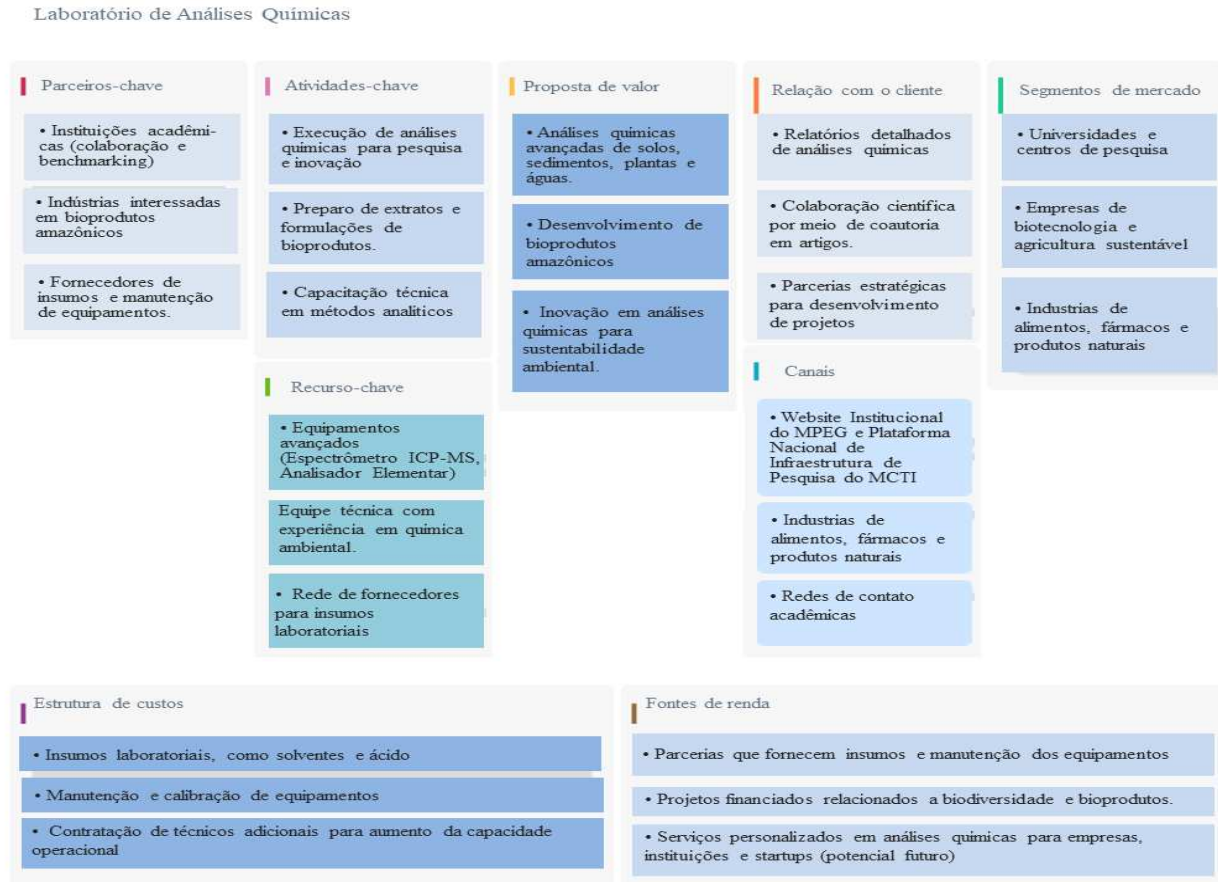 Laboratório de Análises Químicas
Parceiros-chave
• Instituições acadêmi-
cas (colaboração e
benchmarking)
• Indústrias interessadas
em bioprodutos
amazônicos
• Fornecedores de
insumos e manutenção
de equipamentos.
Atividades-chave
• Execução de análises
quimicas para pesquisa
e inovação
• Preparo de extratos e
formulações de
bioprodutos.
• Capacitação técnica
em métodos analíticos
Recurso-chave
• Equipamentos
avançados
(Espectrômetro ICP-MS,
Analisador Elementar)
Equipe técnica com
experiência em quimica
ambiental.
• Rede de fornecedores
para insumos
laboratoriais
Proposta de valor
• Análises quimicas
avançadas de solos,
sedimentos, plantas e
águas.
• Desenvolvimento de
bioprodutos
amazônicos
• Inovação em análises
quimicas para
sustentabilidade
ambiental.
Relação com o cliente
• Relatórios detalhados
de análises quimicas
• Colaboração científica
por meio de coautoria
em artigos.
• Parcerias estratégicas
para desenvolvimento
de projetos
Canais
• Website Institucional
do MPEG e Plataforma
Nacional de
Infraestrutura de
Pesquisa do MCTI
• Industrias de
alimentos, fármacos e
produtos naturais
• Redes de contato
acadêmicas
Segmentos de mercado
• Universidades e
centros de pesquisa
• Empresas de
biotecnologia e
agricultura sustentável
• Industrias de
alimentos, fármacos e
produtos naturais
Estrutura de custos
• Insumos laboratoriais, como solventes e ácido
• Manutenção e calibração de equipamentos
• Contratação de técnicos adicionais para aumento da capacidade
operacional
Fontes de renda
• Parcerias que fornecem insumos e manutenção dos equipamentos
• Projetos financiados relacionados a biodiversidade e bioprodutos.
• Serviços personalizados em análises quimicas para empresas,
instituições e startups (potencial futuro)